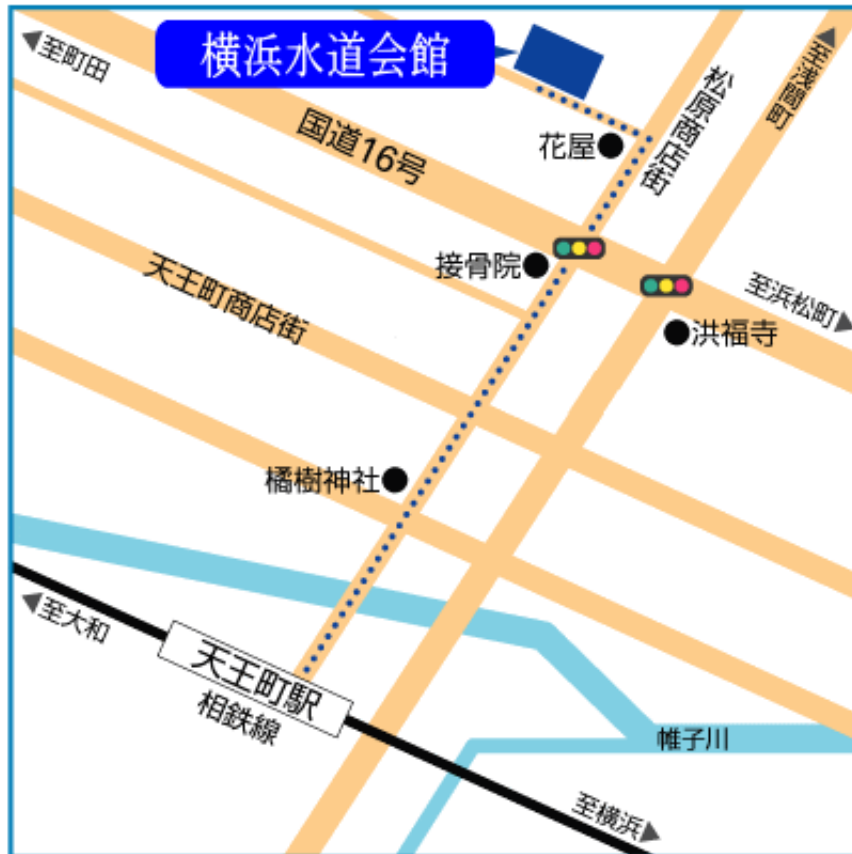 横浜水道会館
至町田
至浅間町
松原商店街
国道16号
花屋
接骨院
至浜松町
天王町商店街
洪福寺
橘樹神社
至大和
天王町駅
相鉄線
帷子川
至横浜